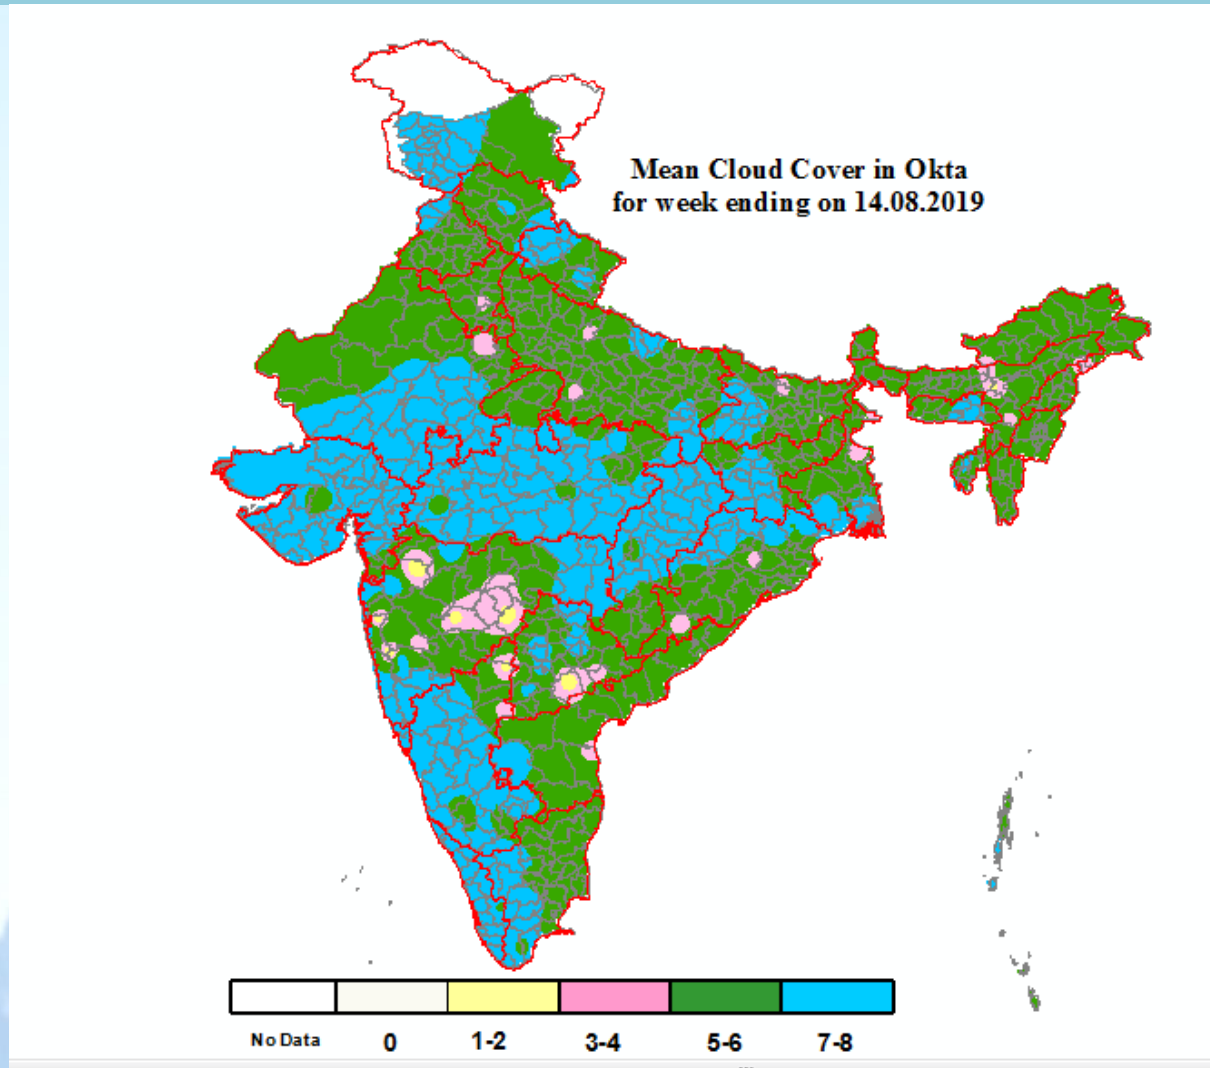 Mean Cloud Cover in Okta
for week ending on 14.08.2019
No Data 0 1-2 3-4 5-6 7-8